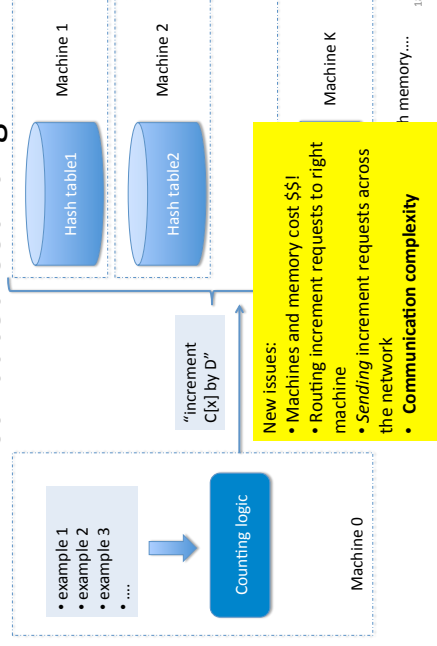 • example 1
• example 2
• example 3
• ....
Counting logic
Machine 0
"increment
C[x] by D"
Hash table1
Machine 1
Hash table2
Machine 2
Machine K
New issues:
• Machines and memory cost $$!
• Routing increment requests to right
machine
• Sending increment requests across
the network
• Communication complexity
memory....